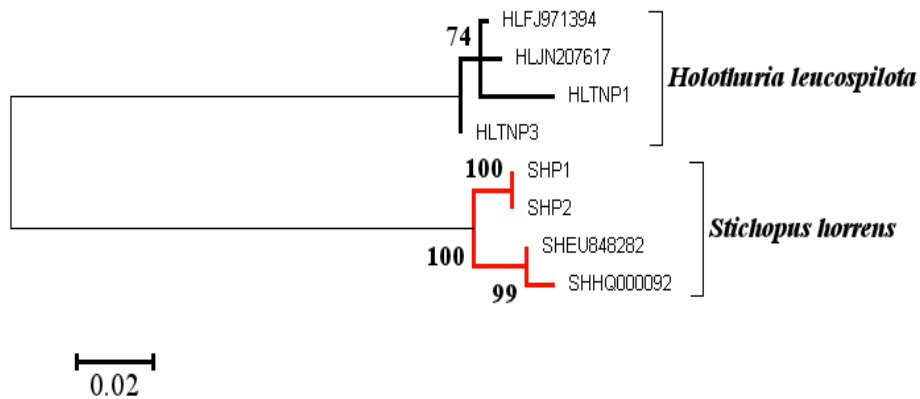 HLFJ971394
74
HLJN207617
Holothuria leucospilota
HLTNP1
HLTNP3
100
SHP1
SHP2
Stichopus horrens
100
SHEU848282
99
SHHQ000092
0.02